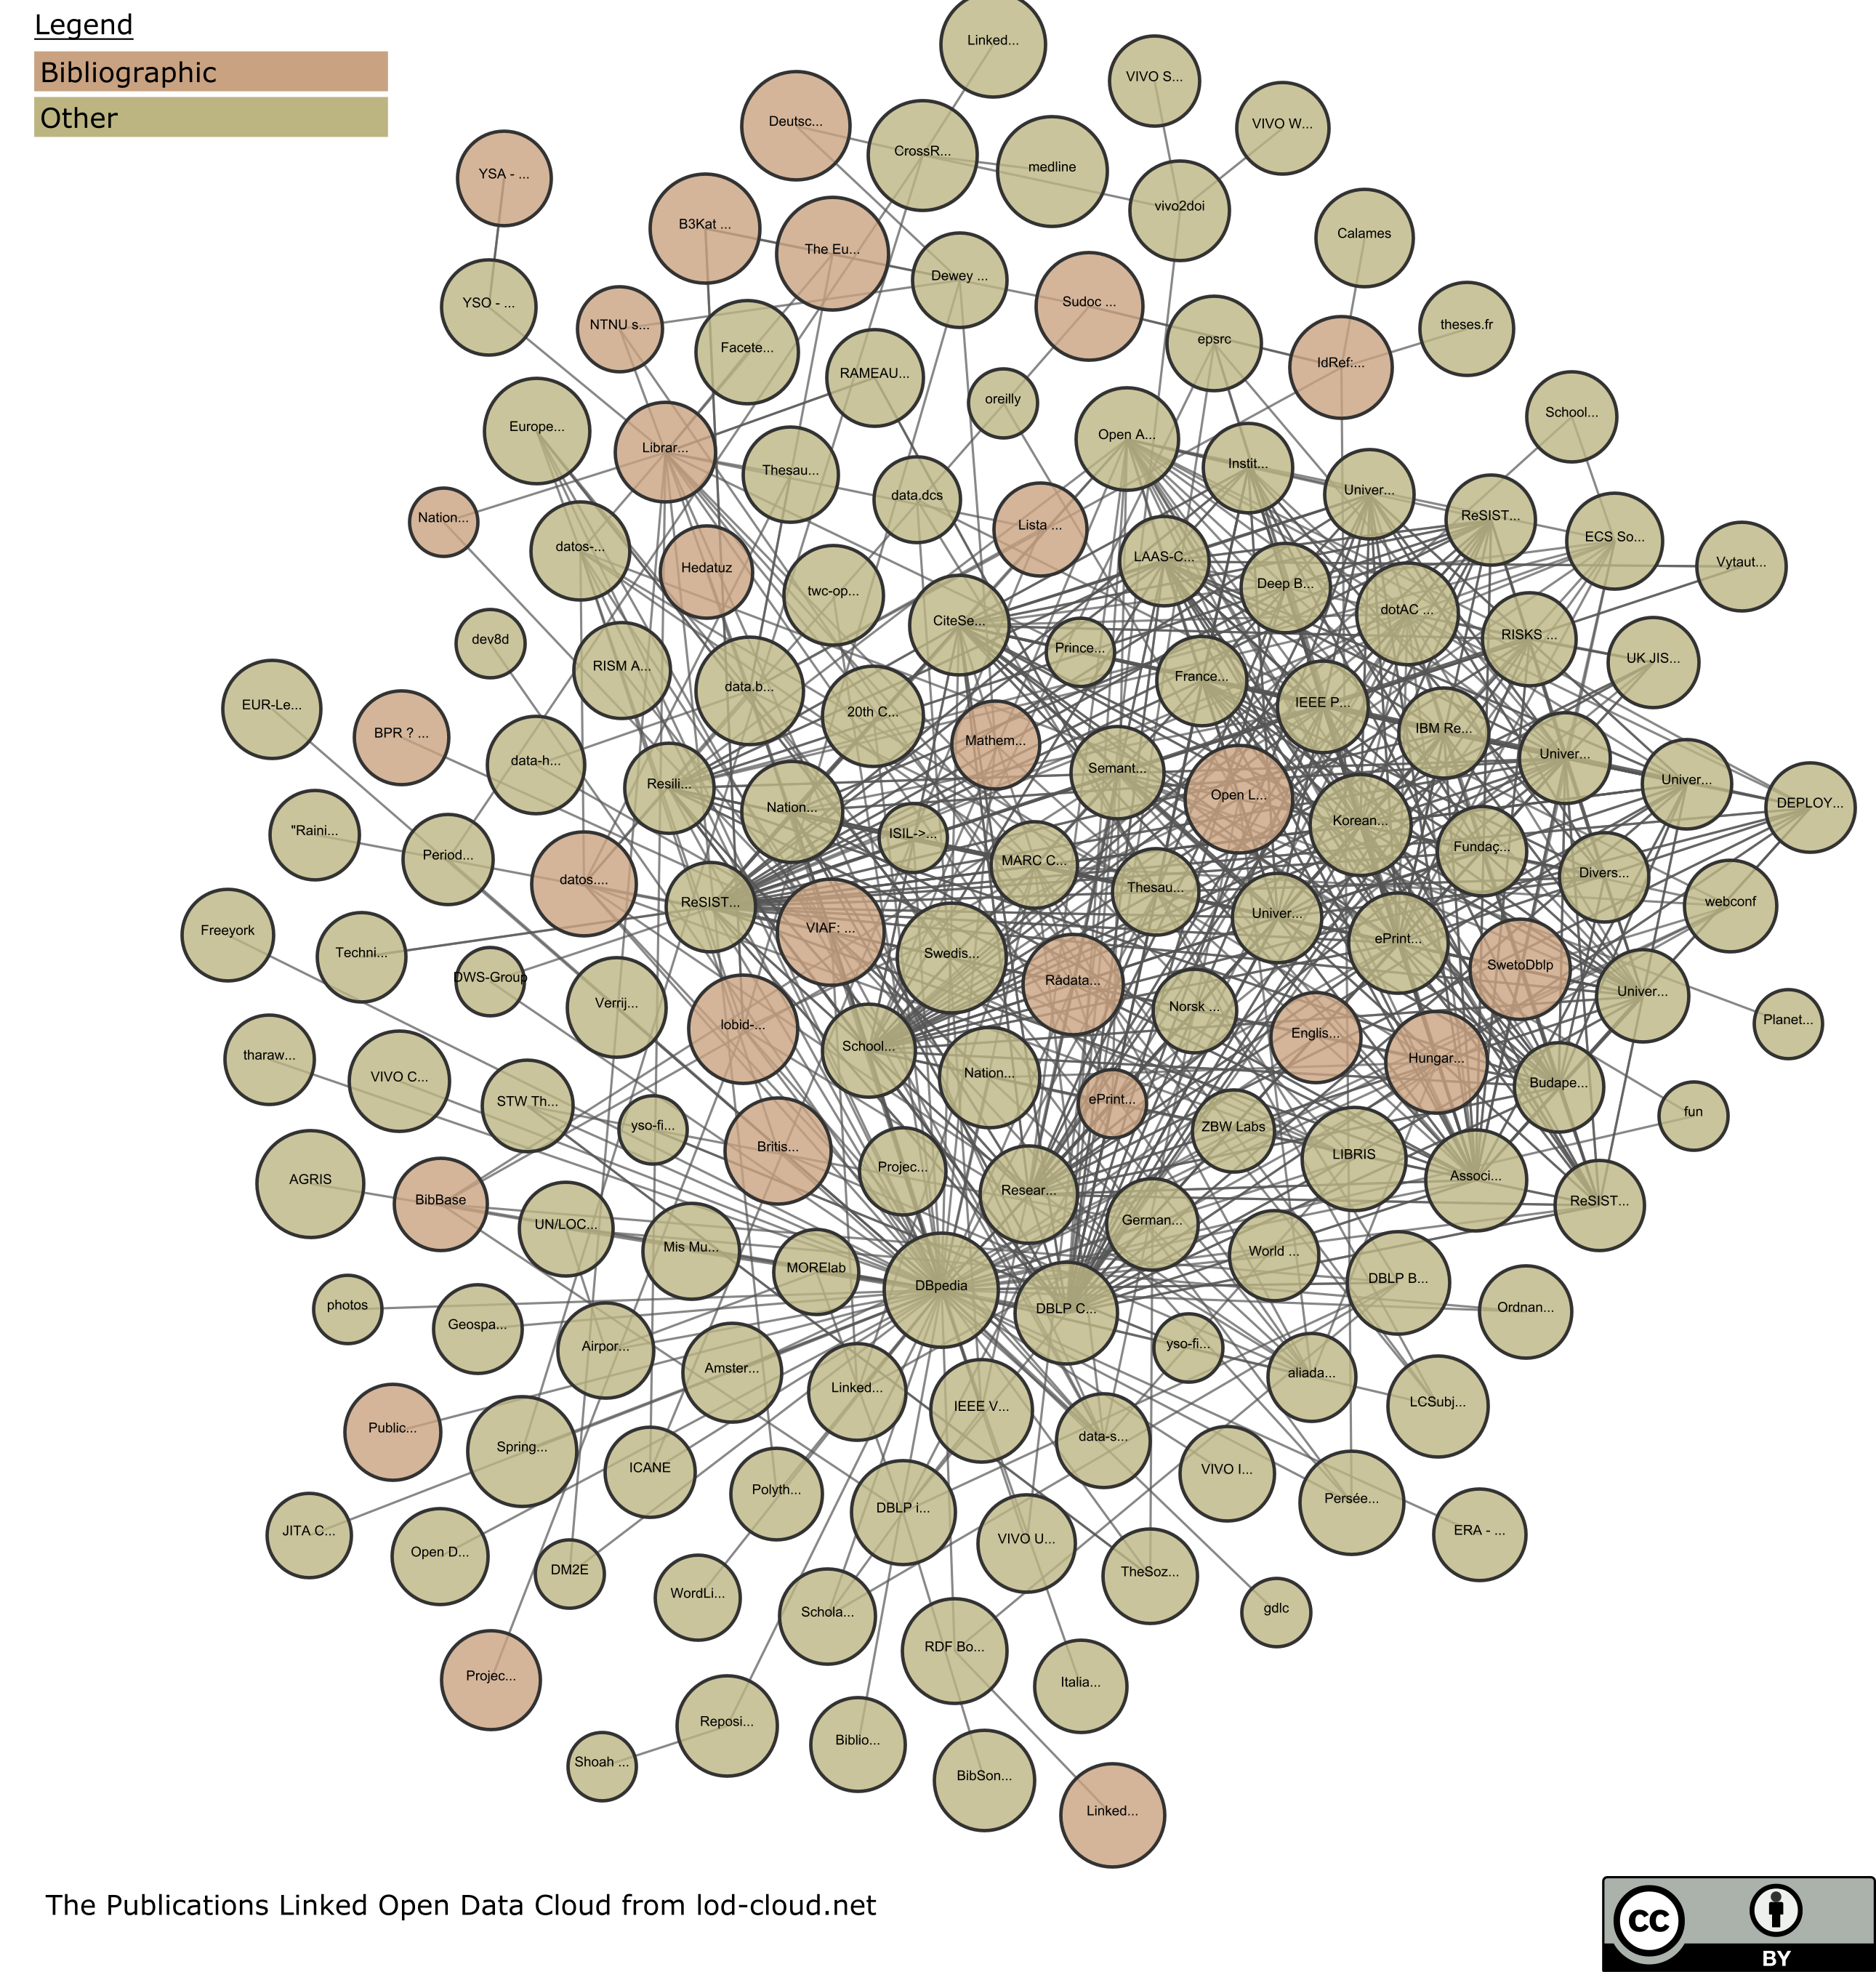 Legend
Bibliographic
Other
Linked...
VIVO S...
Deutsc...
VIVO W...
CrossR...
medline
YSA - ...
vivo2doi
B3Kat ...
Calames
The Eu...
Dewey ...
YSO - ...
Sudoc ...
NTNU s...
theses.fr
epsrc
Facete...
IdRef:...
RAMEAU...
oreilly
School...
Europe...
Open A...
Librar...
Instit...
Thesau...
Univer...
data.dcs
Nation...
ReSIST...
Lista ...
datos-...
ECS So...
LAAS-C...
Vytaut...
Hedatuz
Deep B...
twc-op...
dotAC ...
CiteSe...
dev8d
RISKS ...
Prince...
UK JIS...
RISM A...
France...
data.b...
EUR-Le...
IEEE P...
20th C...
BPR ? ...
IBM Re...
Mathem...
Univer...
data-h...
Semant...
Resili...
Univer...
Open L...
DEPLOY...
Nation...
Korean...
"Raini...
ISIL->...
Fundaç...
Period...
MARC C...
Divers...
datos....
Thesau...
ReSIST...
webconf
Univer...
VIAF: ...
Freeyork
ePrint...
Techni...
Swedis...
SwetoDblp
DWS-Group
Rådata...
Univer...
Verrij...
Norsk ...
Planet...
lobid-...
Englis...
School...
tharaw...
Hungar...
Nation...
VIVO C...
Budape...
STW Th...
ePrint...
fun
yso-fi...
ZBW Labs
Britis...
LIBRIS
Projec...
AGRIS
Associ...
Resear...
BibBase
ReSIST...
German...
UN/LOC...
Mis Mu...
World ...
MORElab
DBLP B...
DBpedia
photos
DBLP C...
Ordnan...
Geospa...
Airpor...
yso-fi...
Amster...
aliada...
Linked...
LCSubj...
IEEE V...
Public...
data-s...
Spring...
ICANE
VIVO I...
Polyth...
Persée...
DBLP i...
JITA C...
ERA - ...
VIVO U...
Open D...
DM2E
TheSoz...
WordLi...
gdlc
Schola...
RDF Bo...
Projec...
Italia...
Reposi...
Biblio...
Shoah ...
BibSon...
Linked...
The Publications Linked Open Data Cloud from lod-cloud.net
cc
BY